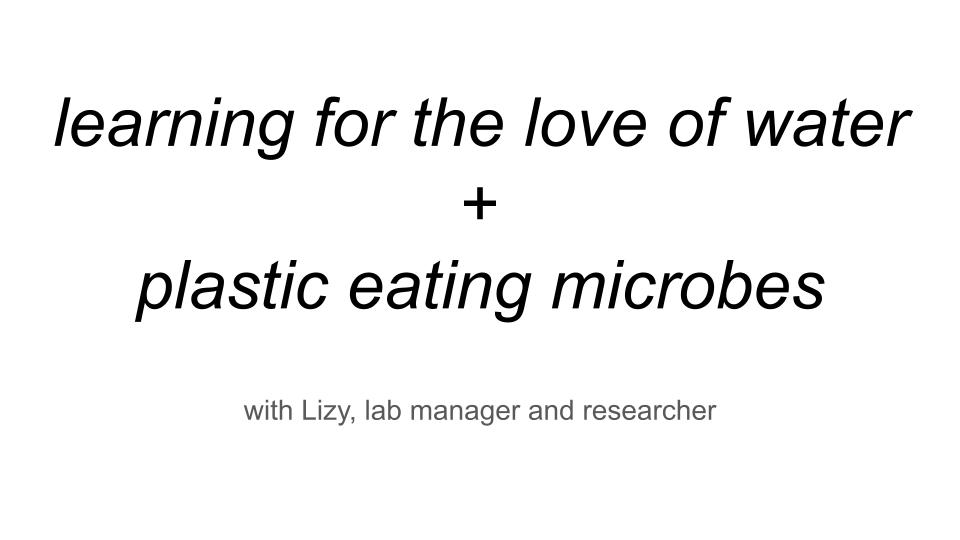 learning for the love of water
+
plastic eating microbes
with Lizy, lab manager and researcher